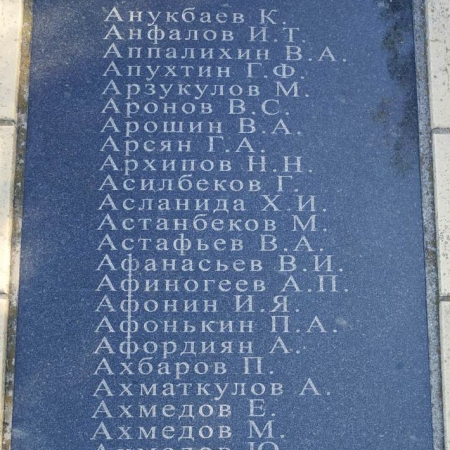 Анукбаев К.
Анфалов И.Т.
Аппалихин В.А.
Апухтин Г.Ф.
Арзукулов М.
Аронов В.С.
Арошин В.А.
Арсян Г.А.
Архипов Н.Н.
Асилбеков Г.
Асланида Х.И.
Астанбеков М.
Астафьев В.А.
Афанасьев В.И.
Афиногеев А.П.
Афонин И.Я.
Афонькин П.А.
Афордиян А.
Ахбаров П.
Ахматкулов А.
Ахмедов Е.
Ахмедов М.
Ахмедов Ю.